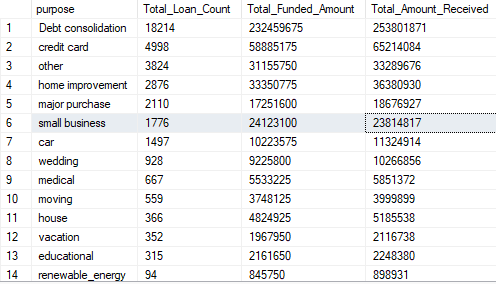 purpose Total_Loan_Count Total_Funded_Amount Total_Amount_Received
1 Debt consolidation 18214 232459675 253801871
2 credit card 4998 58885175 65214084
3 other 3824 31155750 33289676
4 home improvement 2876 33350775 36380930
5 major purchase 2110 17251600 18676927
6 small business 1776 24123100 23814817
7 car 1497 10223575 11324914
8 wedding 928 9225800 10266856
9 medical 667 5533225 5851372
10 moving 559 3748125 3999899
11 house 366 4824925 5185538
12 vacation 352 1967950 2116738
13 educational 315 2161650 2248380
14 renewable_energy 94 845750 898931